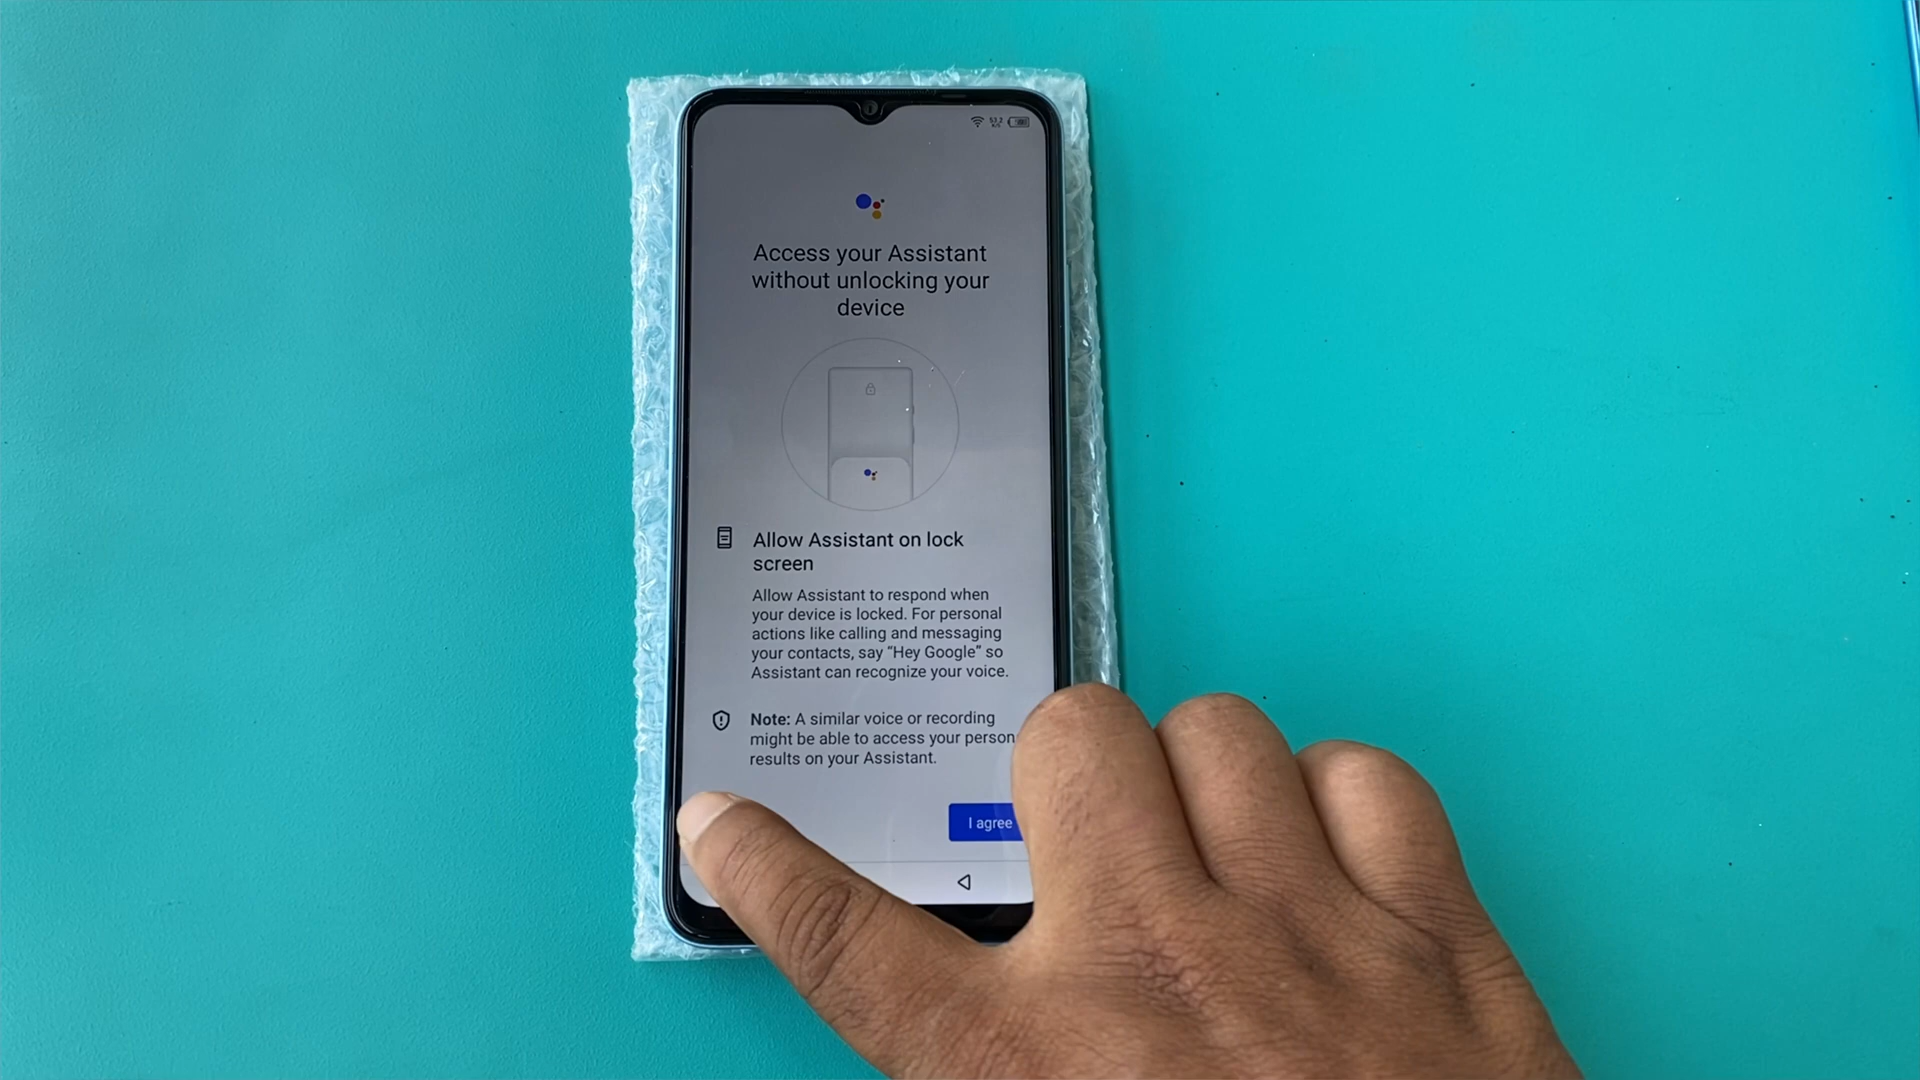 53.2
Access your Assistant
without unlocking your
device
Allow Assistant on lock
screen
Allow Assistant to respond when
your device is locked. For personal
actions like calling and messaging
your contacts, say “Hey Google” so
Assistant can recognize your voice.
Note: A similar voice or recording
might be able to access your person
results on your Assistant.
I agree